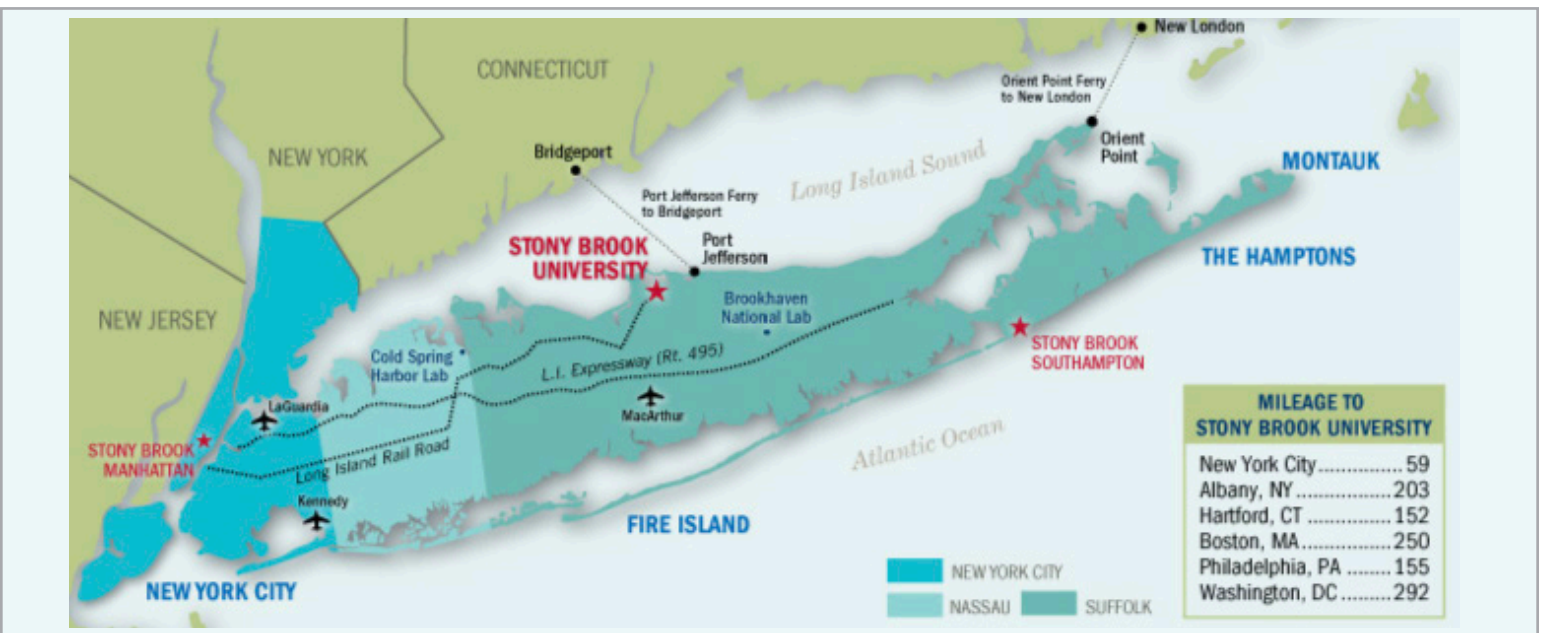 New London
CONNECTICUT
Orient Point Ferry
to New London
Orient
Point
NEW YORK
Bridgeport
Long Island Sound
MONTAUK
Port Jefferson Ferry
to Bridgeport
STONY BROOK
UNIVERSITY
Port
Jefferson
THE HAMPTONS
Brookhaven
National Lab
NEW JERSEY
Cold Spring
Harbor Lab
L.I. Expressway (Rt. 495)
STONY BROOK
SOUTHAMPTON
LaGuardia
MacArthur
STONY BROOK
MANHATTAN
Long Island Rail Road
Atlantic Ocean
Kennedy
FIRE ISLAND
NEW YORK CITY
NEW YORK CITY
NASSAU
SUFFOLK
MILEAGE TO
STONY BROOK UNIVERSITY
New York City...............59
Albany, NY.................203
Hartford, CT ...............152
Boston, MA.................250
Philadelphia, PA ........155
Washington, DC.........292